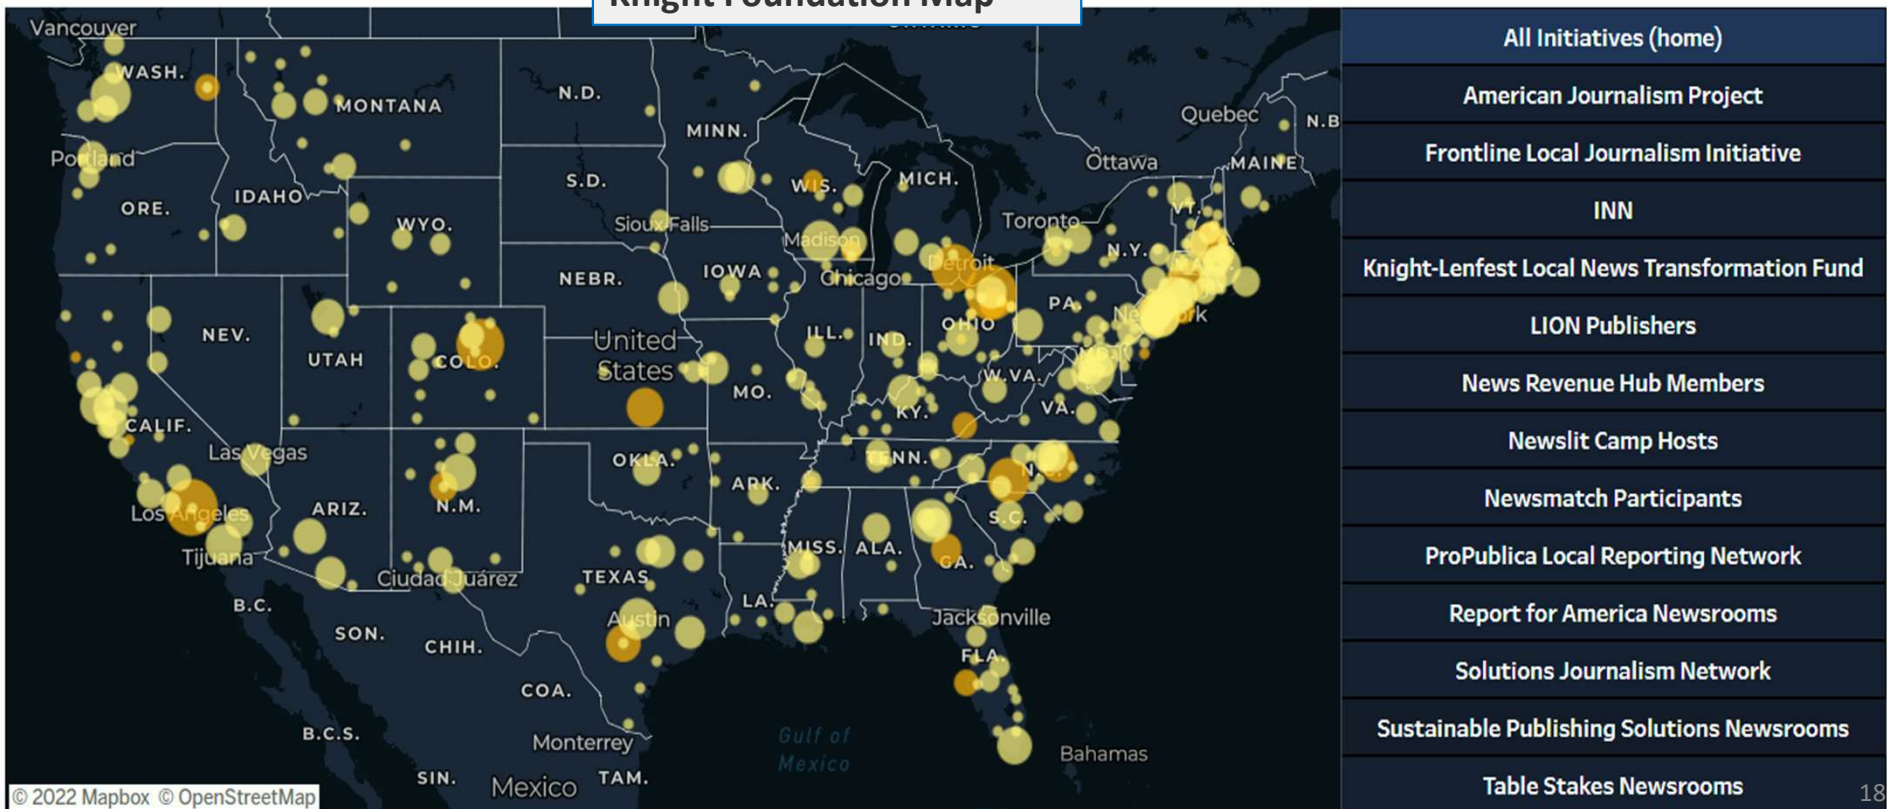 Knight Foundation Map
Vancouver
WASH.
MONTANA
N.D.
MINN.
Quebec
N.B
Portland
Ottawa
MAINE
IDAHO
S.D.
WIS.
MICH.
ORE.
WYO.
Sioux Falls
Toronto
VT.
Madison
N.Y.
Detroit
IOWA
NEBR.
Chicago
PA.
New York
NEV.
ILL.
IND.
OHIO
UTAH
COLO.
United
States
MO.
W.VA.
MD.
KY.
VA.
CALIF.
Las Vegas
OKLA.
TENN.
N.C.
ARK.
Los Angeles
ARIZ.
N.M.
S.C.
Tijuana
MISS.
ALA.
GA.
Ciudad Juárez
TEXAS
B.C.
LA.
Austin
Jacksonville
SON.
CHIH.
FLA.
COA.
B.C.S.
Monterrey
Gulf of
Mexico
Bahamas
SIN.
Mexico
TAM.
© 2022 Mapbox © OpenStreetMap
All Initiatives (home)
American Journalism Project
Frontline Local Journalism Initiative
INN
Knight-Lenfest Local News Transformation Fund
LION Publishers
News Revenue Hub Members
Newslit Camp Hosts
Newsmatch Participants
ProPublica Local Reporting Network
Report for America Newsrooms
Solutions Journalism Network
Sustainable Publishing Solutions Newsrooms
Table Stakes Newsrooms
18